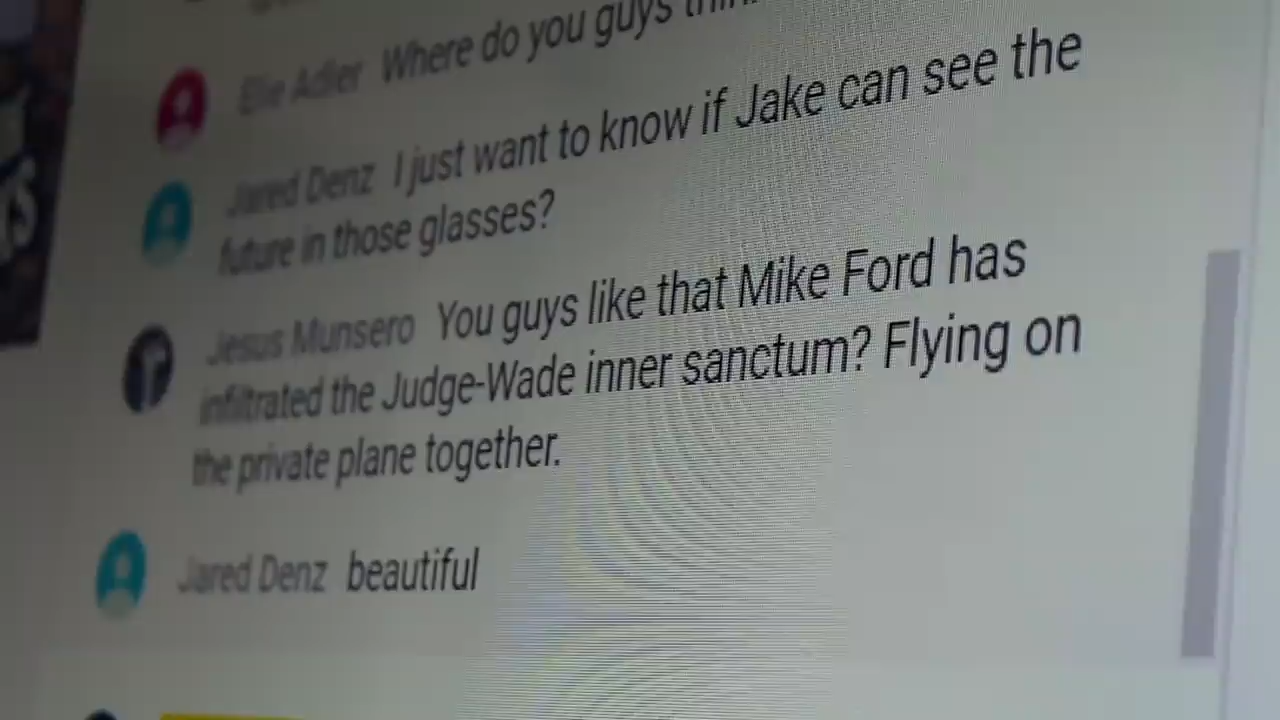 Elie Adler Where do you guys
Jared Denz I just want to know if Jake can see the
future in those glasses?
Jesus Munsero You guys like that Mike Ford has
infiltrated the Judge-Wade inner sanctum? Flying on
the private plane together.
Jared Denz beautiful